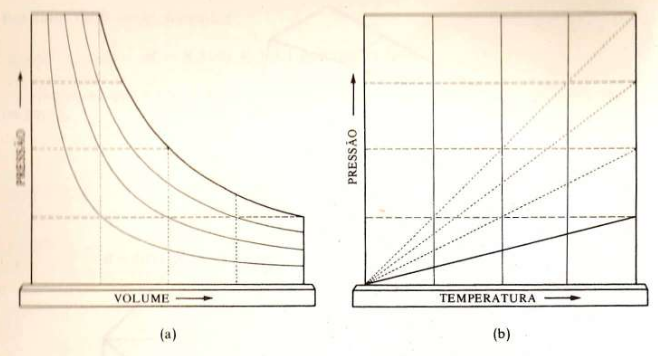 PRESSÃO
VOLUME
(a)
PRESSÃO
TEMPERATURA
(b)